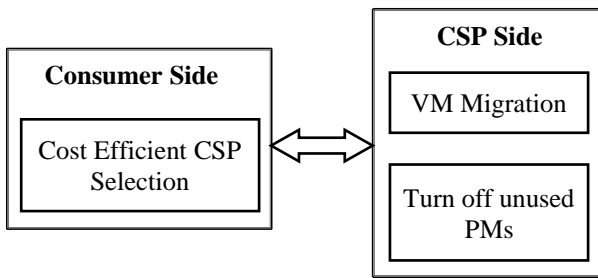 Consumer Side
Cost Efficient CSP
Selection
CSP Side
VM Migration
Turn off unused
PMs